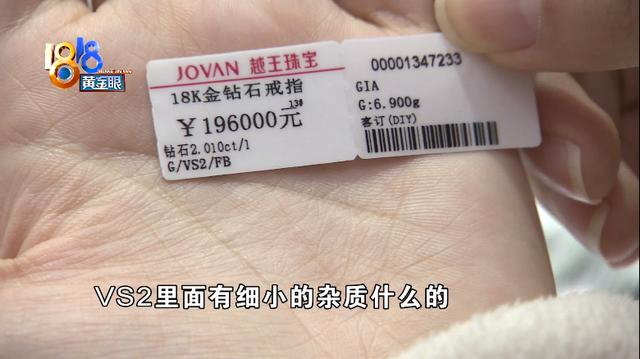 1818
黄金眼
JOVAN 越王珠宝
18K金钻石戒指
13#
￥196000元
钻石2.010ct/1
G/VS2/FB
00001347233
GIA
G:6.900g
客订(DIY)
VS2里面有细小的杂质什么的